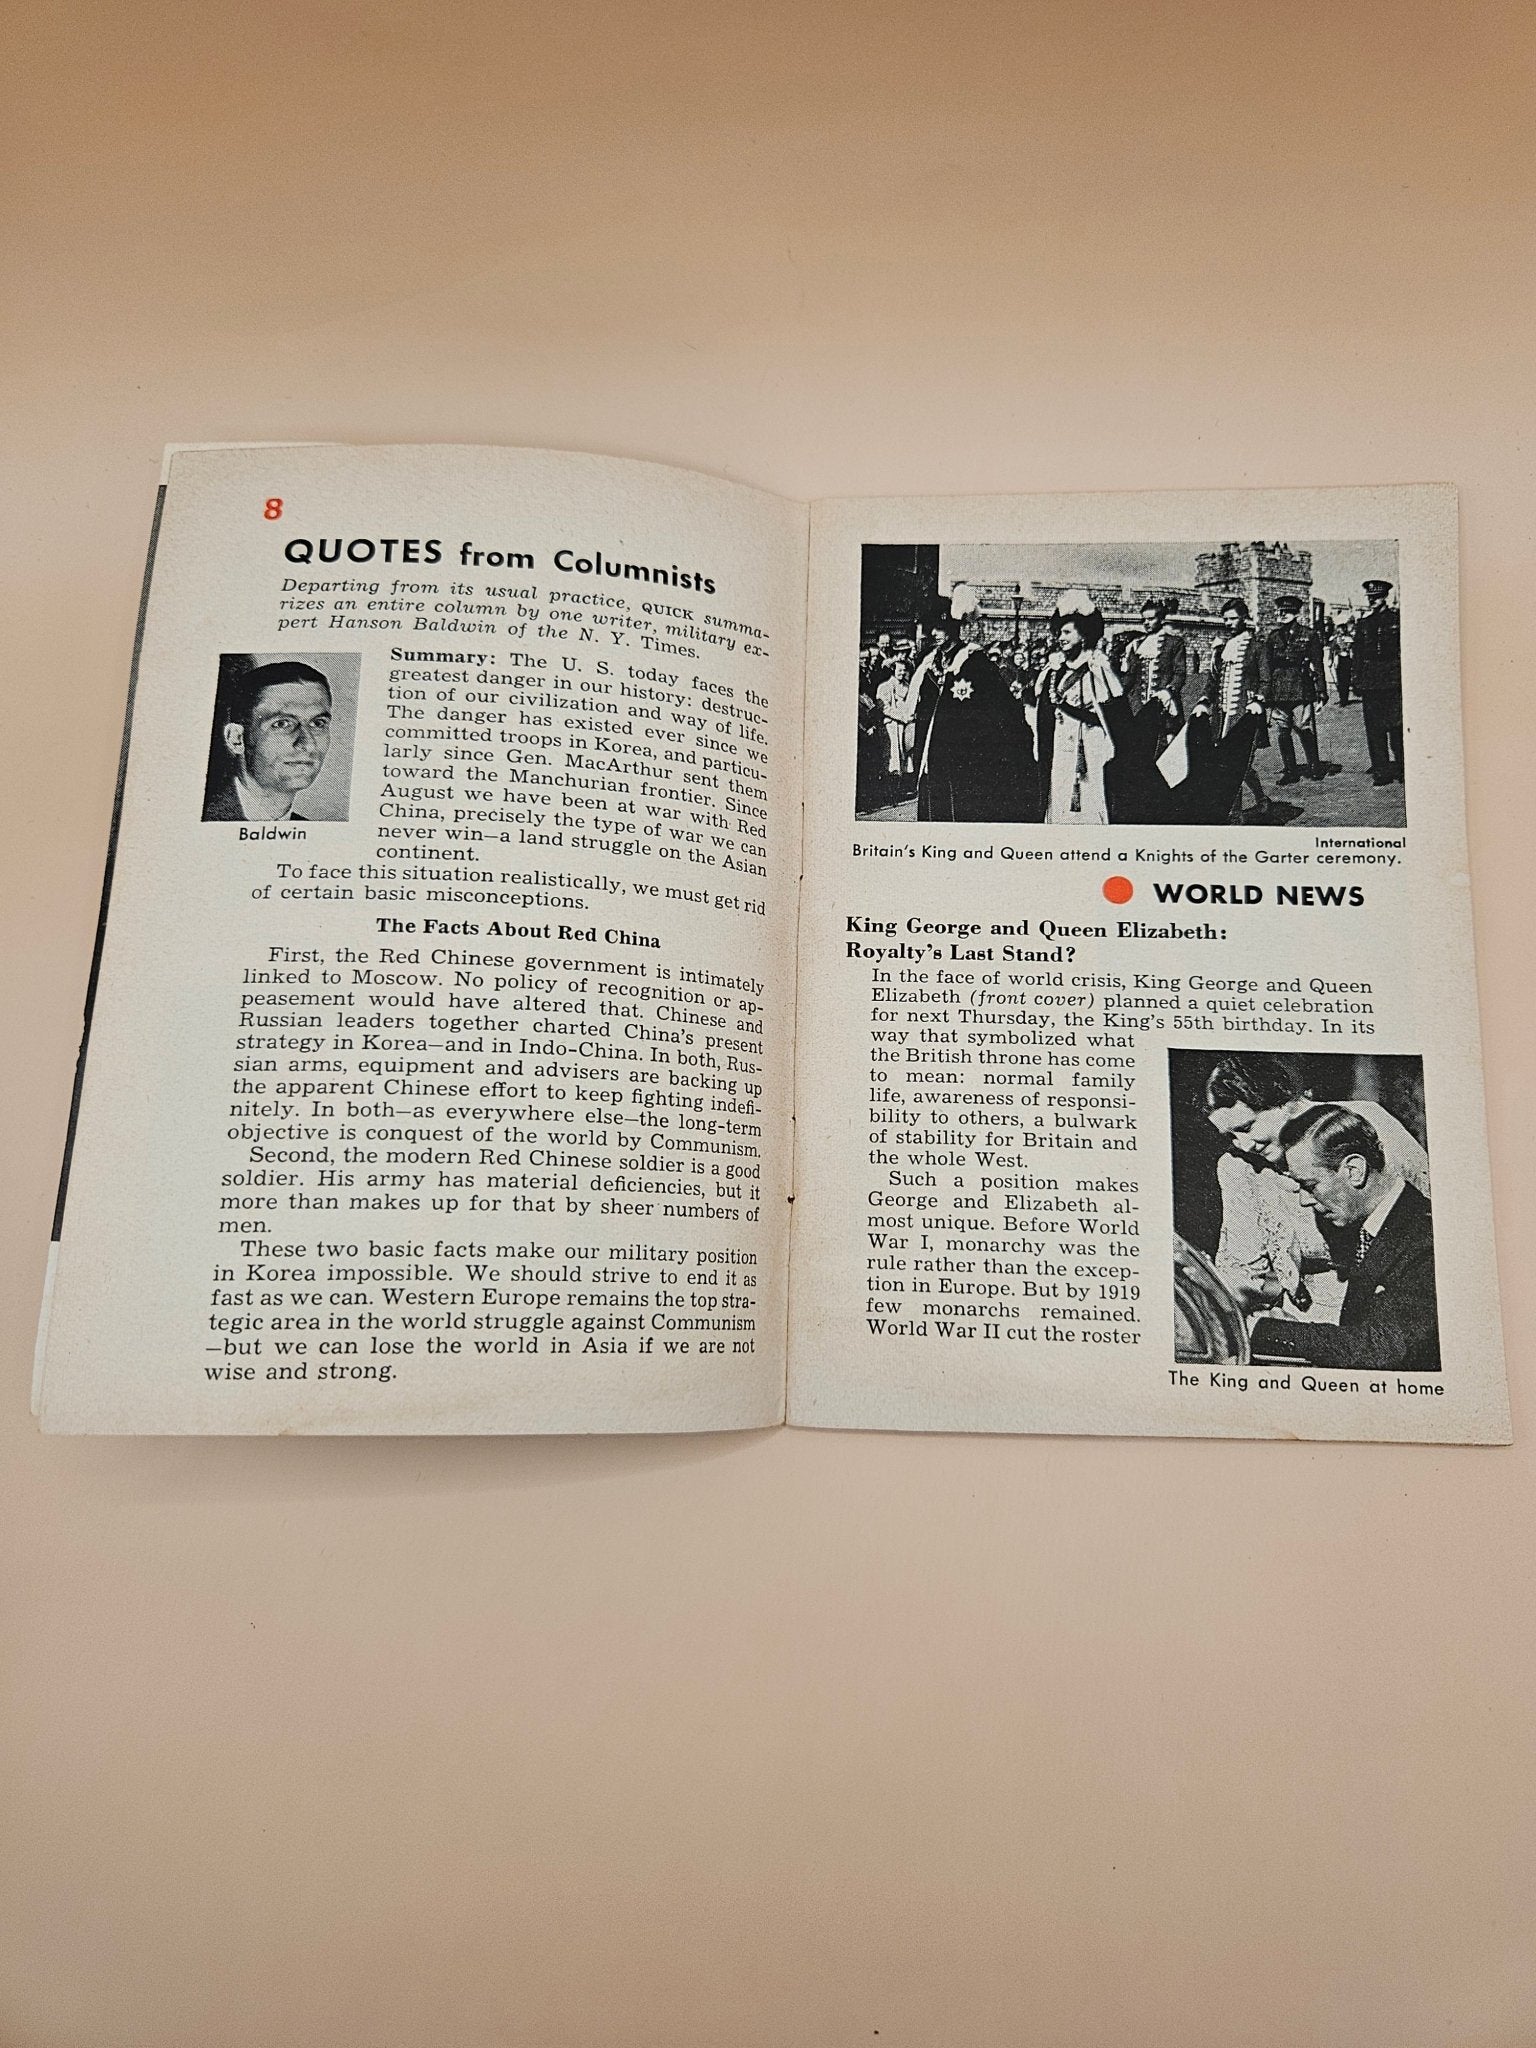 8
QUOTES from Columnists
Departing from its usual practice, QUICK summa-
rizes an entire column by one writer, military ex-
pert Hanson Baldwin of the N. Y. Times.
Summary: The U. S. today faces the
greatest danger in our history: destruc-
tion of our civilization and way of life.
The danger has existed ever since we
committed troops in Korea, and particu-
larly since Gen. MacArthur sent them
toward the Manchurian frontier. Since
August we have been at war with Red
China, precisely the type of war we can
never win—a land struggle on the Asian
continent.
Baldwin
To face this situation realistically, we must get rid
of certain basic misconceptions.
The Facts About Red China
First, the Red Chinese government is intimately
linked to Moscow. No policy of recognition or ap-
peasement would have altered that. Chinese and
Russian leaders together charted China's present
strategy in Korea—and in Indo-China. In both, Rus-
sian arms, equipment and advisers are backing up
the apparent Chinese effort to keep fighting indefi-
nitely. In both—as everywhere else—the long-term
objective is conquest of the world by Communism.
Second, the modern Red Chinese soldier is a good
soldier. His army has material deficiencies, but it
more than makes up for that by sheer numbers of
men.
These two basic facts make our military position
in Korea impossible. We should strive to end it as
fast as we can. Western Europe remains the top stra-
tegic area in the world struggle against Communism
—but we can lose the world in Asia if we are not
wise and strong.
International
Britain's King and Queen attend a Knights of the Garter ceremony.
WORLD NEWS
King George and Queen Elizabeth:
Royalty's Last Stand?
In the face of world crisis, King George and Queen
Elizabeth (front cover) planned a quiet celebration
for next Thursday, the King's 55th birthday. In its
way that symbolized what
the British throne has come
to mean: normal family
life, awareness of responsi-
bility to others, a bulwark
of stability for Britain and
the whole West.
Such a position makes
George and Elizabeth al-
most unique. Before World
War I, monarchy was the
rule rather than the excep-
tion in Europe. But by 1919
few monarchs remained.
World War II cut the roster
The King and Queen at home